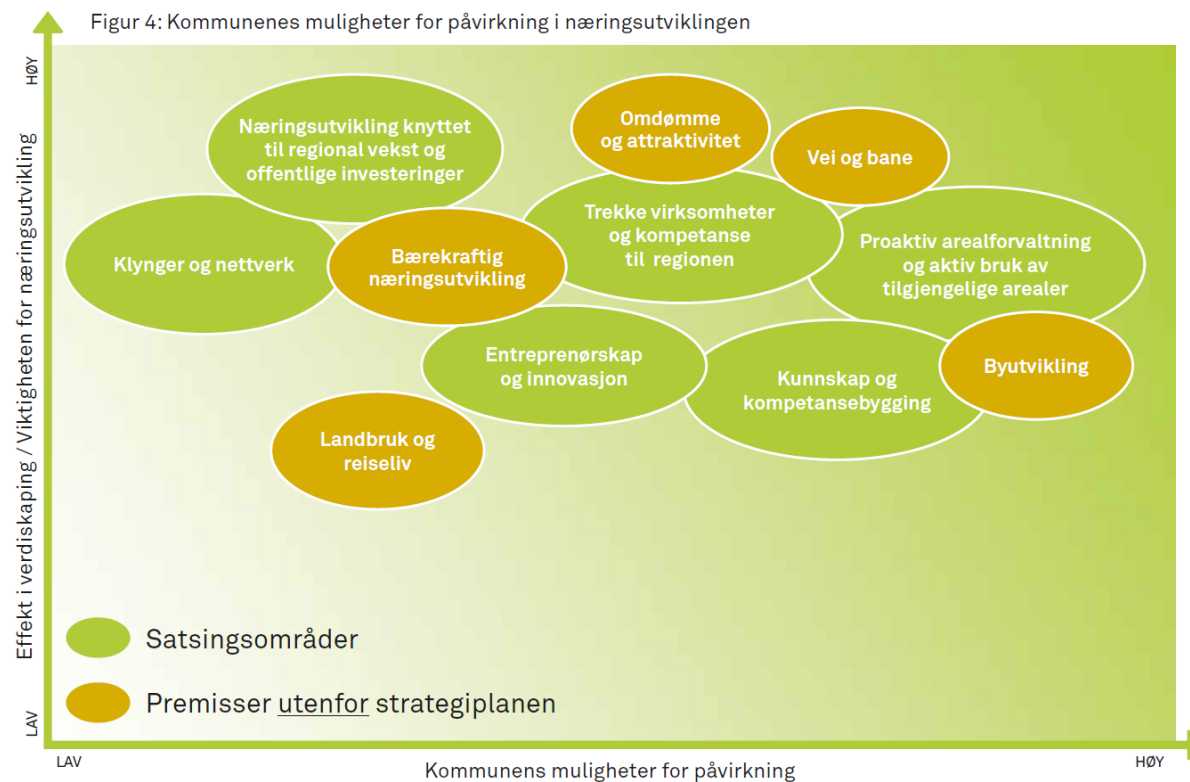 Figur 4: Kommunenes muligheter for påvirkning i næringsutviklingen
HØY
Effekt i verdiskaping / Viktigheten for næringsutvikling
LAV
Næringsutvikling knyttet
til regional vekst og
offentlige investeringer
Omdømme
og attraktivitet
Vei og bane
Klynger og nettverk
Bærekraftig
næringsutvikling
Trekke virksomheter
og kompetanse
til regionen
Proaktiv arealforvaltning
og aktiv bruk av
tilgjengelige arealer
Entreprenørskap
og innovasjon
Kunnskap og
kompetansebygging
Byutvikling
Landbruk og
reiseliv
Satsingsområder
Premisser utenfor strategiplanen
LAV
Kommunens muligheter for påvirkning
HØY